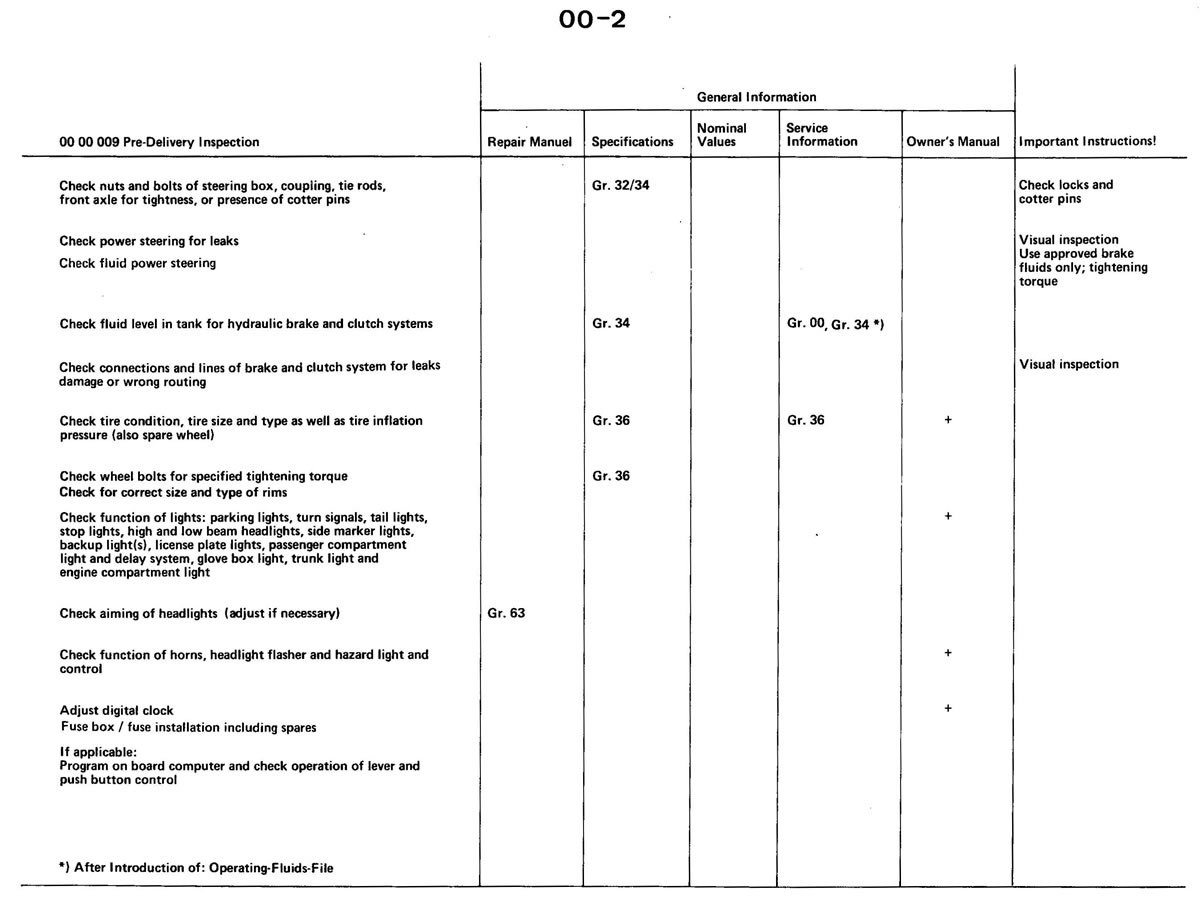 00-2
General Information
00 00 009 Pre-Delivery Inspection
Repair Manuel
Specifications
Nominal
Values
Service
Information
Owner's Manual
Important Instructions!
Check nuts and bolts of steering box, coupling, tie rods,
front axle for tightness, or presence of cotter pins
Gr. 32/34
Check locks and
cotter pins
Check power steering for leaks
Check fluid power steering
Visual inspection
Use approved brake
fluids only; tightening
torque
Check fluid level in tank for hydraulic brake and clutch systems
Gr. 34
Gr. 00, Gr. 34 *)
Check connections and lines of brake and clutch system for leaks
damage or wrong routing
Visual inspection
Check tire condition, tire size and type as well as tire inflation
pressure (also spare wheel)
Gr. 36
Gr. 36
+
Check wheel bolts for specified tightening torque
Check for correct size and type of rims
Gr. 36
Check function of lights: parking lights, turn signals, tail lights,
stop lights, high and low beam headlights, side marker lights,
backup light(s), license plate lights, passenger compartment
light and delay system, glove box light, trunk light and
engine compartment light
+
Check aiming of headlights (adjust if necessary)
Gr. 63
Check function of horns, headlight flasher and hazard light and
control
+
Adjust digital clock
Fuse box / fuse installation including spares
+
If applicable:
Program on board computer and check operation of lever and
push button control
*) After Introduction of: Operating-Fluids-File